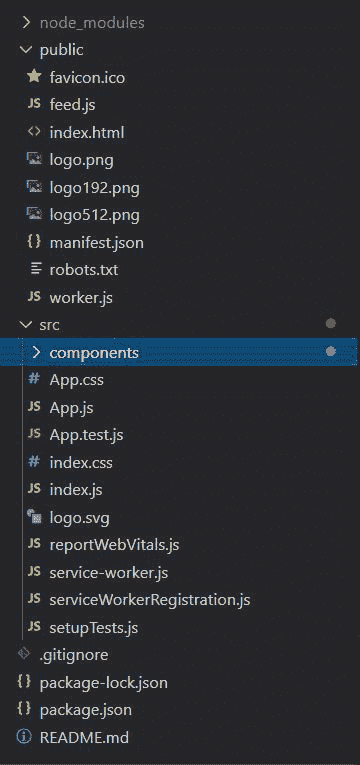 node_modules
public
favicon.ico
JS feed.js
<> index.html
logo.png
logo192.png
logo512.png
{} manifest.json
robots.txt
JS worker.js
src
components
# App.css
JS App.js
JS App.test.js
# index.css
JS index.js
logo.svg
JS reportWebVitals.js
JS service-worker.js
JS serviceWorkerRegistration.js
JS setupTests.js
.gitignore
{} package-lock.json
{} package.json
README.md